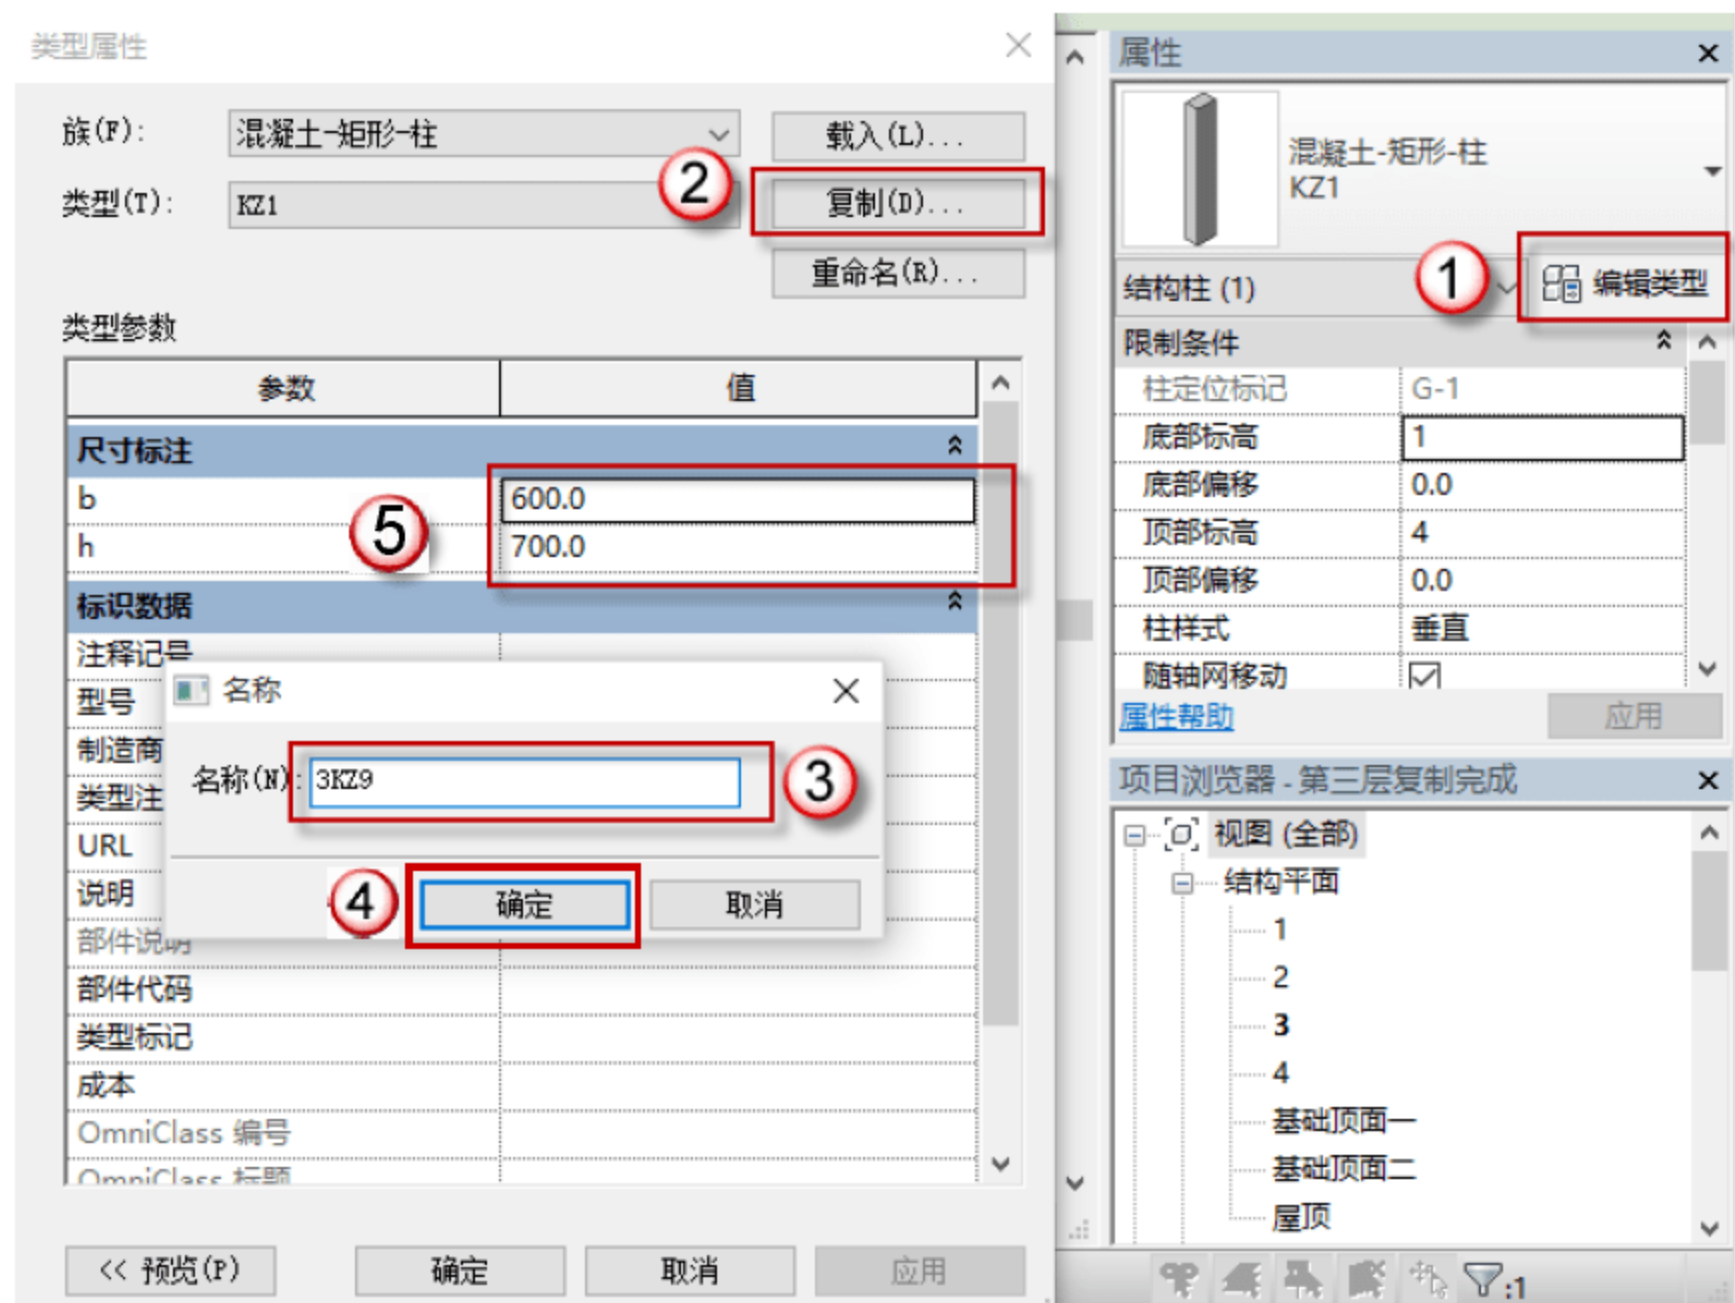 类型属性
族(F):
混凝土-矩形-柱
载入(L)...
2
类型(T):
KZ1
复制(D)...
重命名(R)...
类型参数
参数
值
尺寸标注
b
600.0
5
h
700.0
标识数据
注释记号
型号
制造商
类型注
URL
说明
部件说明
部件代码
类型标记
成本
OmniClass 编号
OmniClass 标题
名称
名称(N):
3KZ9
3
4
确定
取消
<< 预览(P)
确定
取消
应用
属性
混凝土-矩形-柱
KZ1
结构柱 (1)
1
编辑类型
限制条件
柱定位标记
G-1
底部标高
1
底部偏移
0.0
顶部标高
4
顶部偏移
0.0
柱样式
垂直
随轴网移动
属性帮助
应用
项目浏览器 - 第三层复制完成
视图 (全部)
结构平面
1
2
3
4
基础顶面一
基础顶面二
屋顶
:1